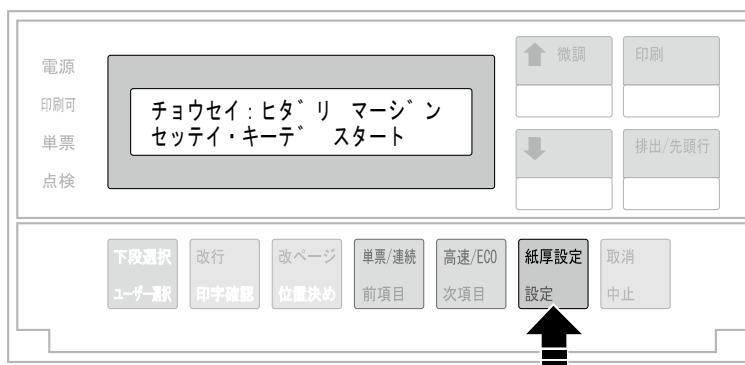 電源
印刷可
単票
点検
チョウセイ:ヒダリ マージン
セッテイ・キーデ スタート
微調
印刷
排出/先頭行
下段選択
ユーザー選択
改行
印字確認
改ページ
位置決め
単票/連続
前項目
高速/ECO
次項目
紙厚設定
設定
取消
中止